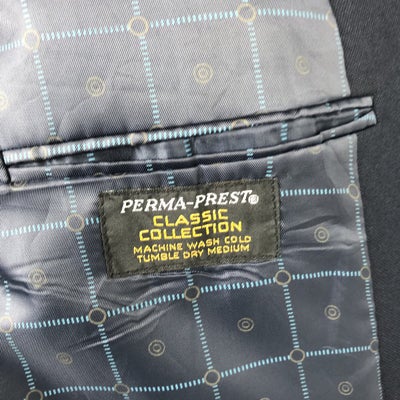 PERMA-PREST®
CLASSIC
COLLECTION
MACHINE WASH COLD
TUMBLE DRY MEDIUM